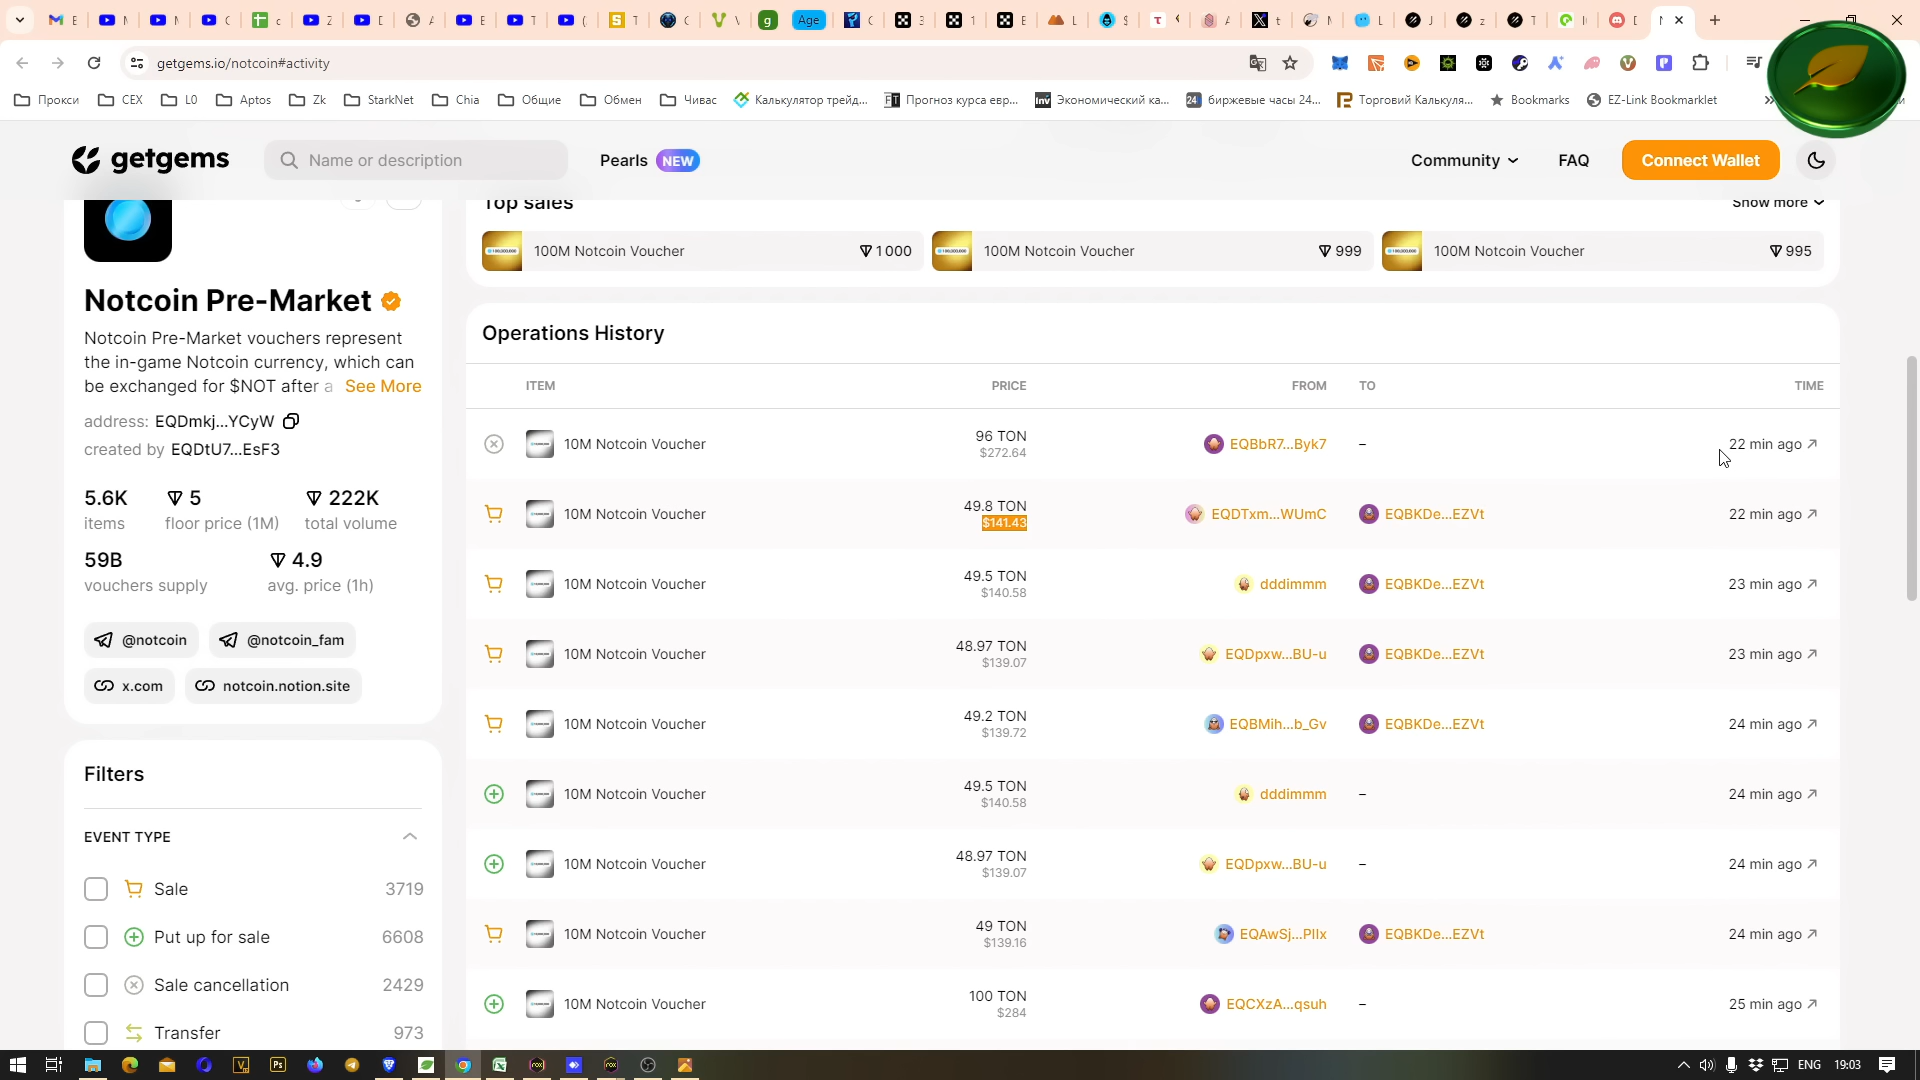 getgems.io/notcoin#activity
Прокси
CEX
L0
Aptos
Zk
StarkNet
Chia
Общие
Обмен
Чивас
Калькулятор трейд...
Прогноз курса евр...
Экономический ка...
биржевые часы 24...
Торговий Калькуля...
Bookmarks
EZ-Link Bookmarklet
getgems
Name or description
Pearls NEW
Community
FAQ
Connect Wallet
Notcoin Pre-Market
Notcoin Pre-Market vouchers represent
the in-game Notcoin currency, which can
be exchanged for $NOT after a See More
address: EQDmkj...YCyW
created by EQDtU7...EsF3
5.6K 5 222K
items floor price (1M) total volume
59B 4.9
vouchers supply avg. price (1h)
@notcoin @notcoin_fam
x.com notcoin.notion.site
Filters
EVENT TYPE
Sale 3719
Put up for sale 6608
Sale cancellation 2429
Transfer 973
Top sales Show more
100M Notcoin Voucher 1 000
100M Notcoin Voucher 999
100M Notcoin Voucher 995
Operations History
ITEM PRICE FROM TO TIME
10M Notcoin Voucher 96 TON EQBbR7...Byk7 – 22 min ago
$272.64
10M Notcoin Voucher 49.8 TON EQDTxm...WUmC EQBKDe...EZVt 22 min ago
$141.43
10M Notcoin Voucher 49.5 TON dddimmm EQBKDe...EZVt 23 min ago
$140.58
10M Notcoin Voucher 48.97 TON EQDpxw...BU-u EQBKDe...EZVt 23 min ago
$139.07
10M Notcoin Voucher 49.2 TON EQBMih...b_Gv EQBKDe...EZVt 24 min ago
$139.72
10M Notcoin Voucher 49.5 TON dddimmm – 24 min ago
$140.58
10M Notcoin Voucher 48.97 TON EQDpxw...BU-u – 24 min ago
$139.07
10M Notcoin Voucher 49 TON EQAwSj...PIIx EQBKDe...EZVt 24 min ago
$139.16
10M Notcoin Voucher 100 TON EQCXzA...qsuh – 25 min ago
$284
ENG 19:03